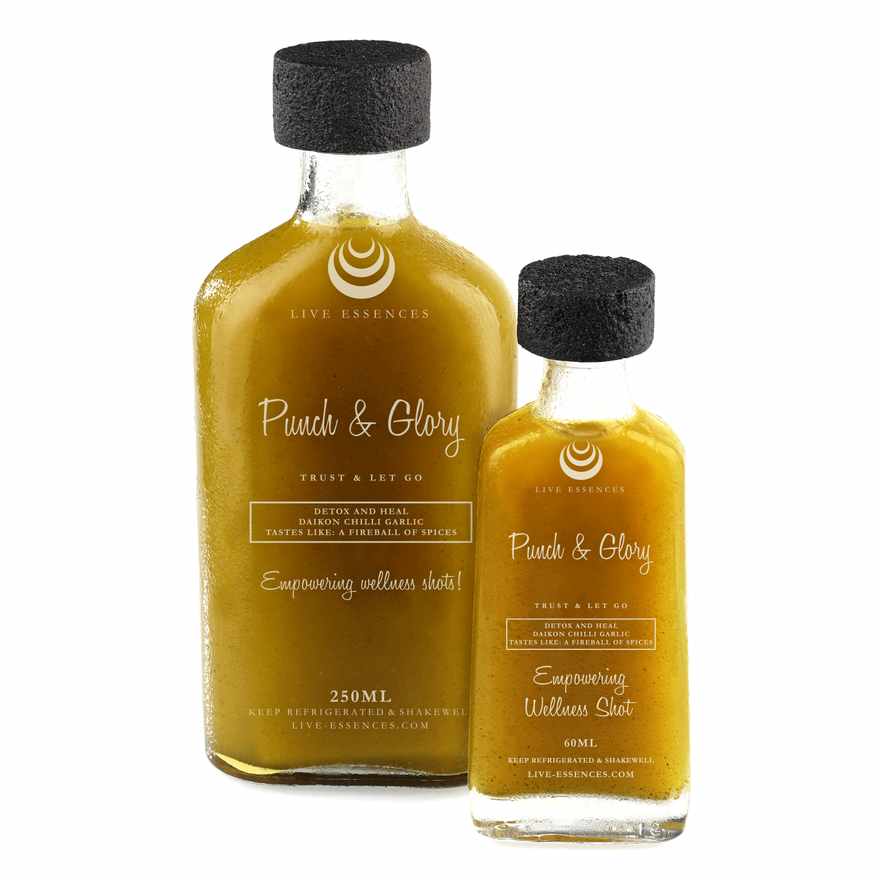 LIVE ESSENCES
Punch & Glory
TRUST & LET GO
DETOX AND HEAL
DAIKON CHILLI GARLIC
TASTES LIKE: A FIREBALL OF SPICES
Empowering wellness shots!
250ML
KEEP REFRIGERATED & SHAKEWEL
LIVE-ESSENCES.COM
LIVE ESSENCES
Punch & Glory
TRUST & LET GO
DETOX AND HEAL
DAIKON CHILLI GARLIC
TASTES LIKE: A FIREBALL OF SPICES
Empowering
Wellness Shot
60ML
KEEP REFRIGERATED & SHAKEWELL
LIVE-ESSENCES.COM